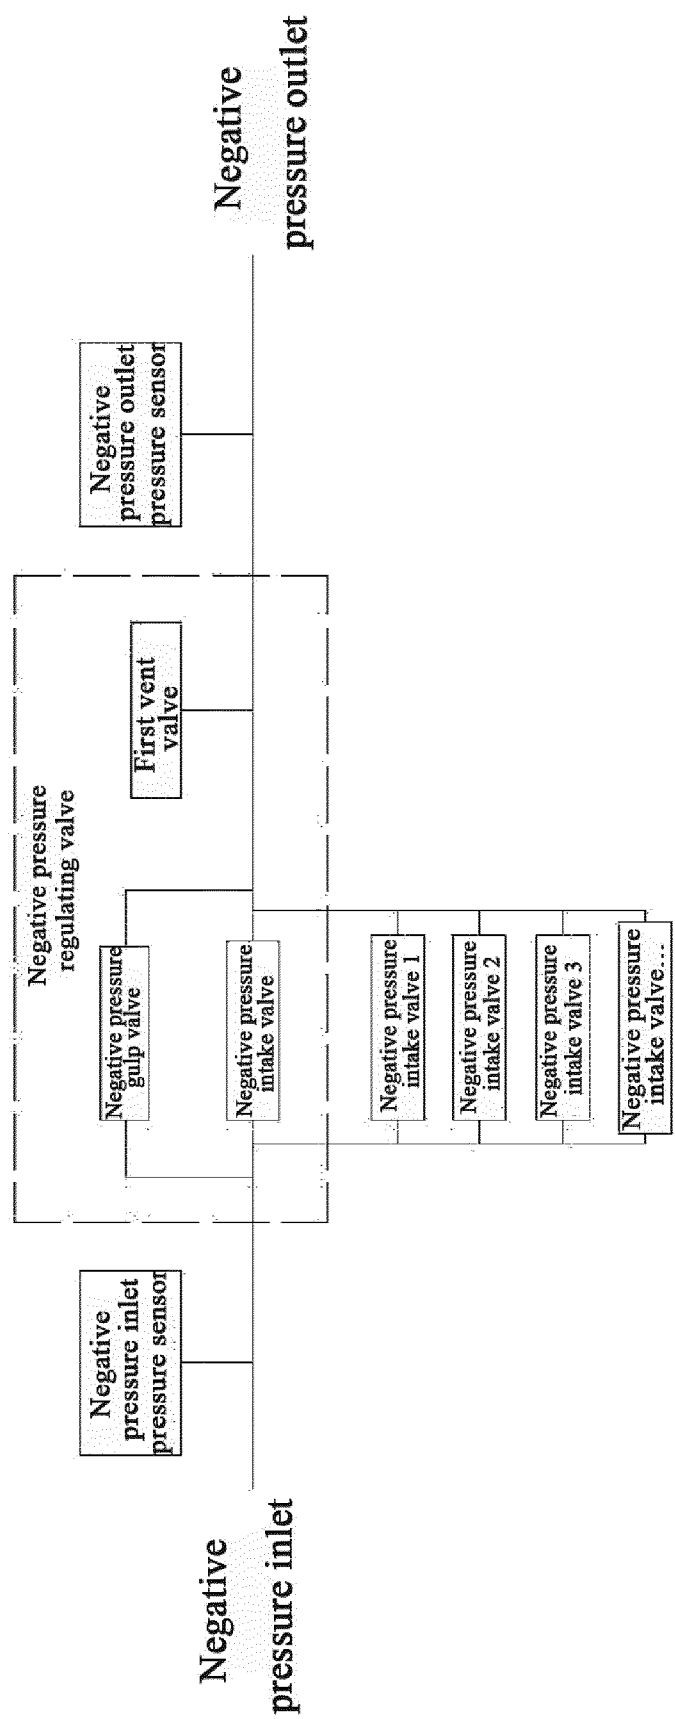 Negative
pressure outlet
Negative
pressure outlet
pressure sensor
First vent
valve
Negative pressure
regulating valve
Negative pressure
gulp valve
Negative pressure
intake valve
Negative pressure
intake valve 1
Negative pressure
intake valve 2
Negative pressure
intake valve 3
Negative pressure
intake valve...
Negative
pressure inlet
pressure sensor
Negative
pressure inlet